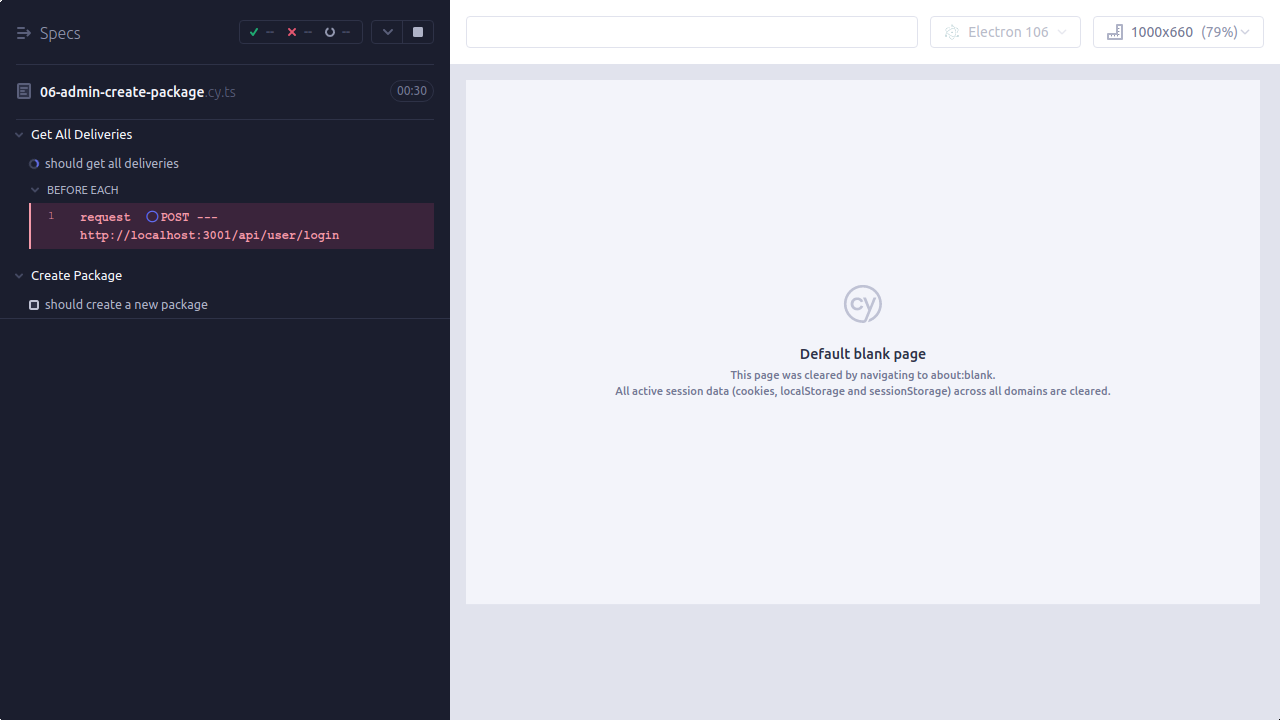 Specs
--
--
--
Electron 106
1000x660 (79%)
06-admin-create-package.cy.ts
00:30
Get All Deliveries
should get all deliveries
BEFORE EACH
1 request POST ---
http://localhost:3001/api/user/login
Create Package
should create a new package
cy
Default blank page
This page was cleared by navigating to about:blank.
All active session data (cookies, localStorage and sessionStorage) across all domains are cleared.